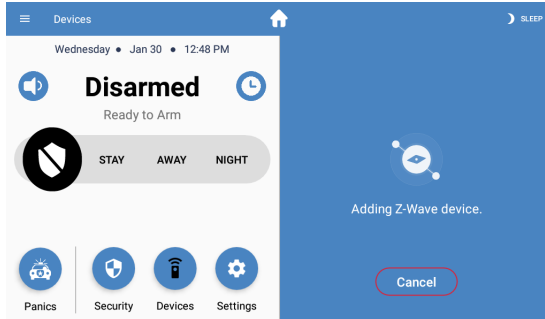 Devices
SLEEP
Wednesday ● Jan 30 ● 12:48 PM
Disarmed
Ready to Arm
STAY AWAY NIGHT
Adding Z-Wave device.
Cancel
Panics Security Devices Settings